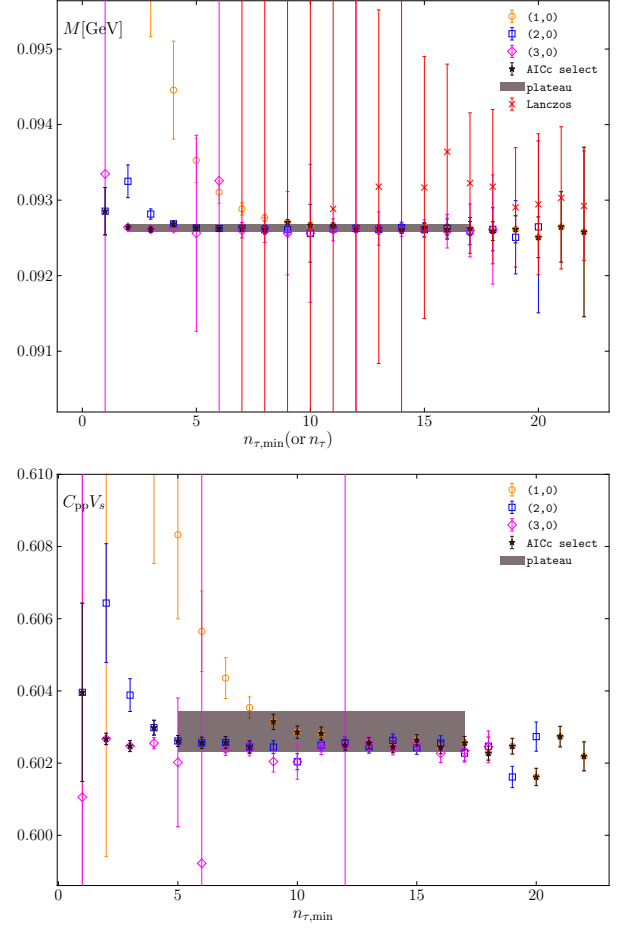 M[GeV]
(1,0)
(2,0)
(3,0)
AICc select
plateau
Lanczos
0.095
0.094
0.093
0.092
0.091
0 5 10 15 20
n_{τ,min}(or n_τ)
C_{pp}V_s
(1,0)
(2,0)
(3,0)
AICc select
plateau
0.610
0.608
0.606
0.604
0.602
0.600
0 5 10 15 20
n_{τ,min}